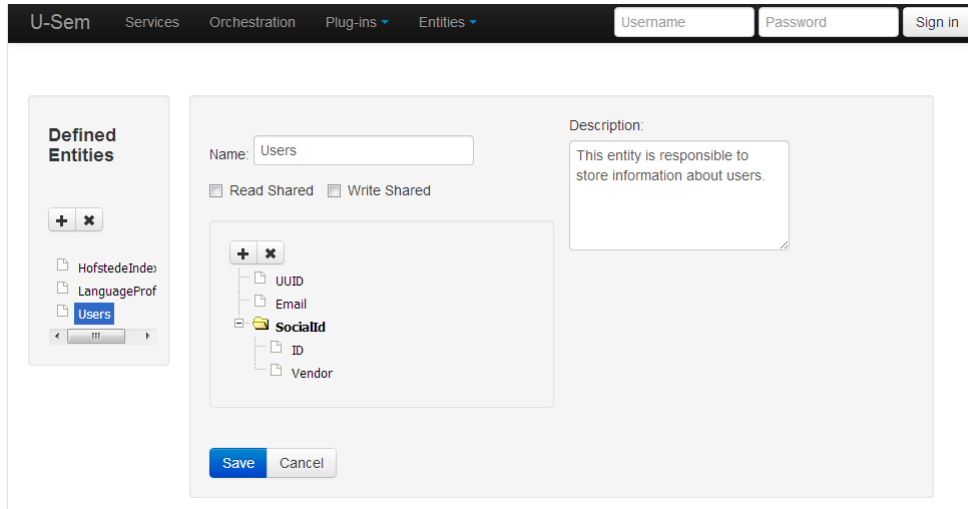 U-Sem Services Orchestration Plug-ins Entities Username Password Sign in
Defined
Entities
HofstedeIndex
LanguageProf
Users
Name: Users
Read Shared Write Shared
UUID
Email
SocialId
ID
Vendor
Description:
This entity is responsible to
store information about users.
Save Cancel